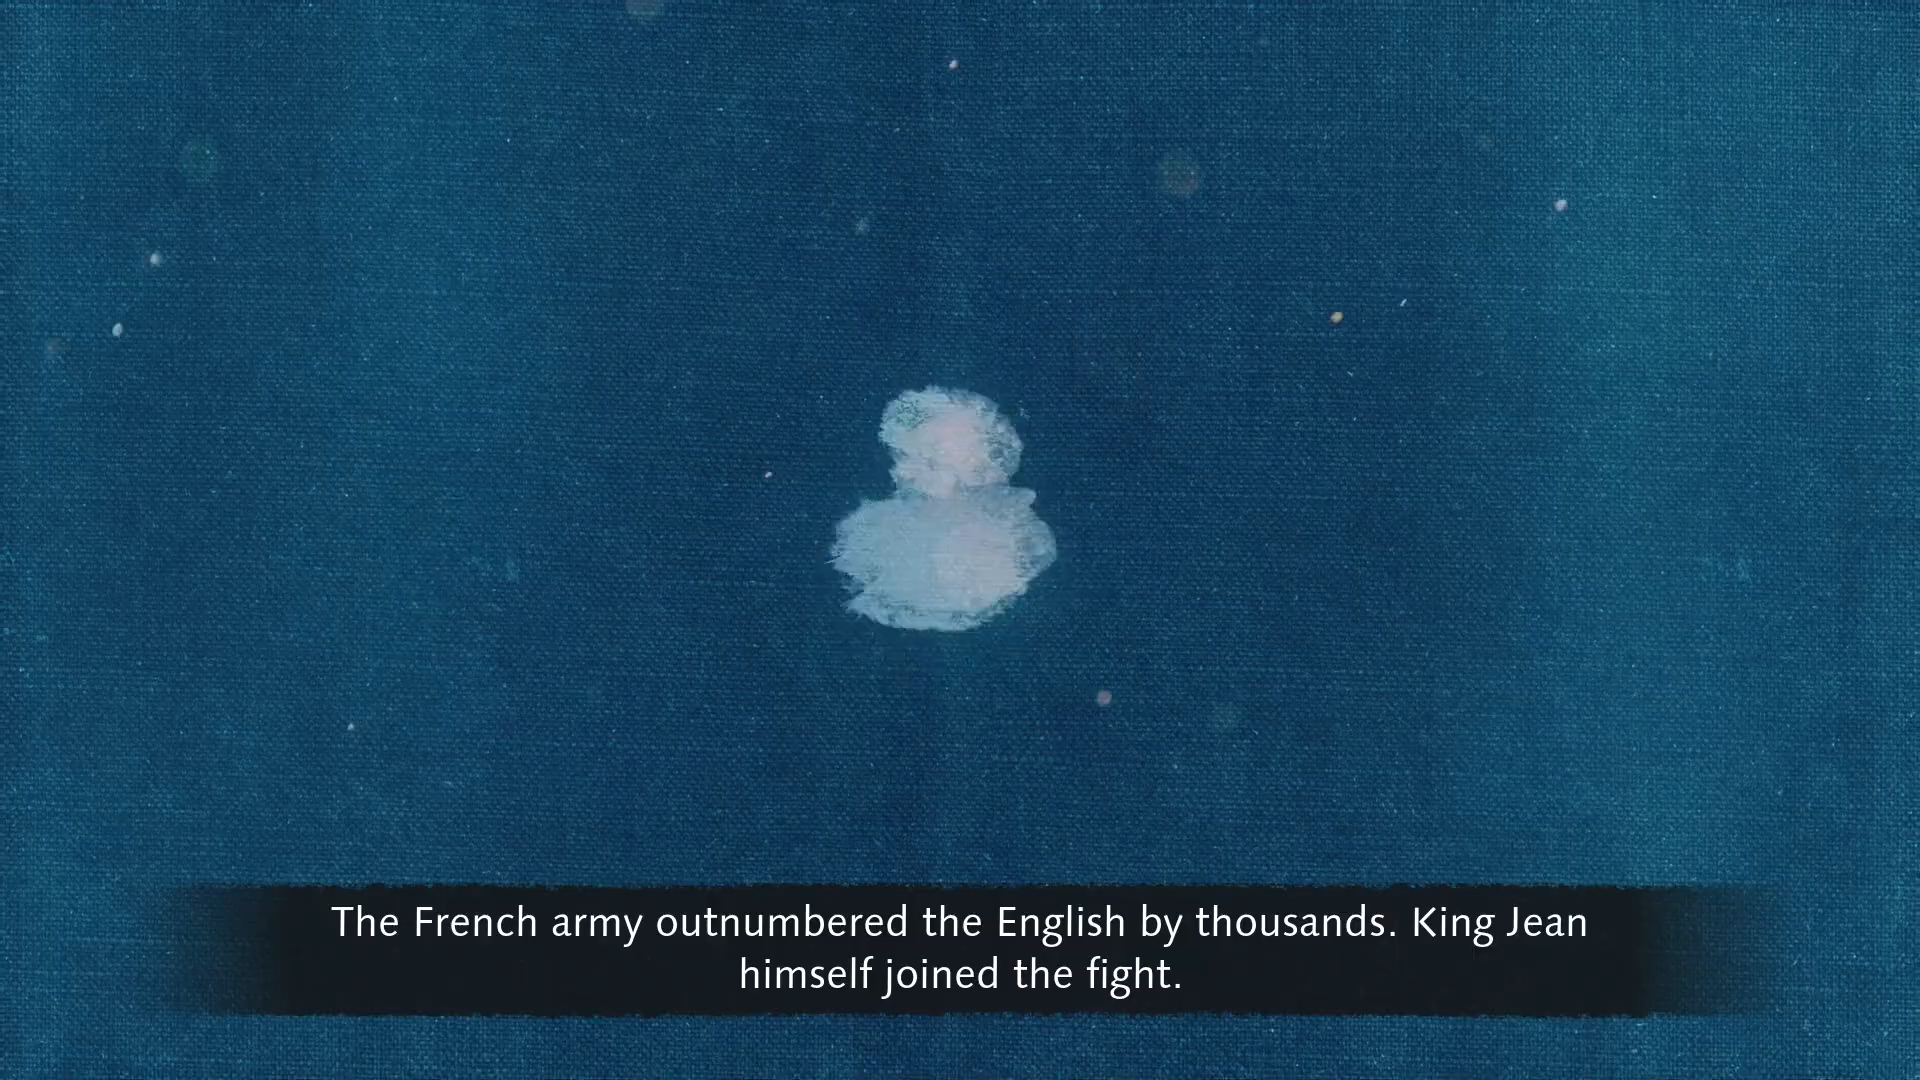 The French army outnumbered the English by thousands. King Jean
himself joined the fight.